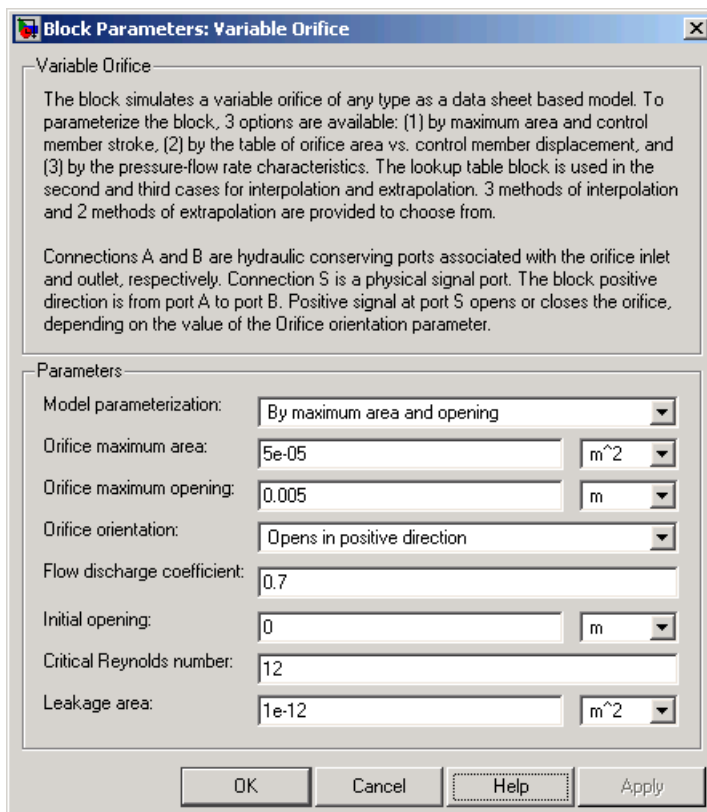 Block Parameters: Variable Orifice
Variable Orifice
The block simulates a variable orifice of any type as a data sheet based model. To
parameterize the block, 3 options are available: (1) by maximum area and control
member stroke, (2) by the table of orifice area vs. control member displacement, and
(3) by the pressure-flow rate characteristics. The lookup table block is used in the
second and third cases for interpolation and extrapolation. 3 methods of interpolation
and 2 methods of extrapolation are provided to choose from.
Connections A and B are hydraulic conserving ports associated with the orifice inlet
and outlet, respectively. Connection S is a physical signal port. The block positive
direction is from port A to port B. Positive signal at port S opens or closes the orifice,
depending on the value of the Orifice orientation parameter.
Parameters
Model parameterization: By maximum area and opening
Orifice maximum area: 5e-05 m^2
Orifice maximum opening: 0.005 m
Orifice orientation: Opens in positive direction
Flow discharge coefficient: 0.7
Initial opening: 0 m
Critical Reynolds number: 12
Leakage area: 1e-12 m^2
OK Cancel Help Apply